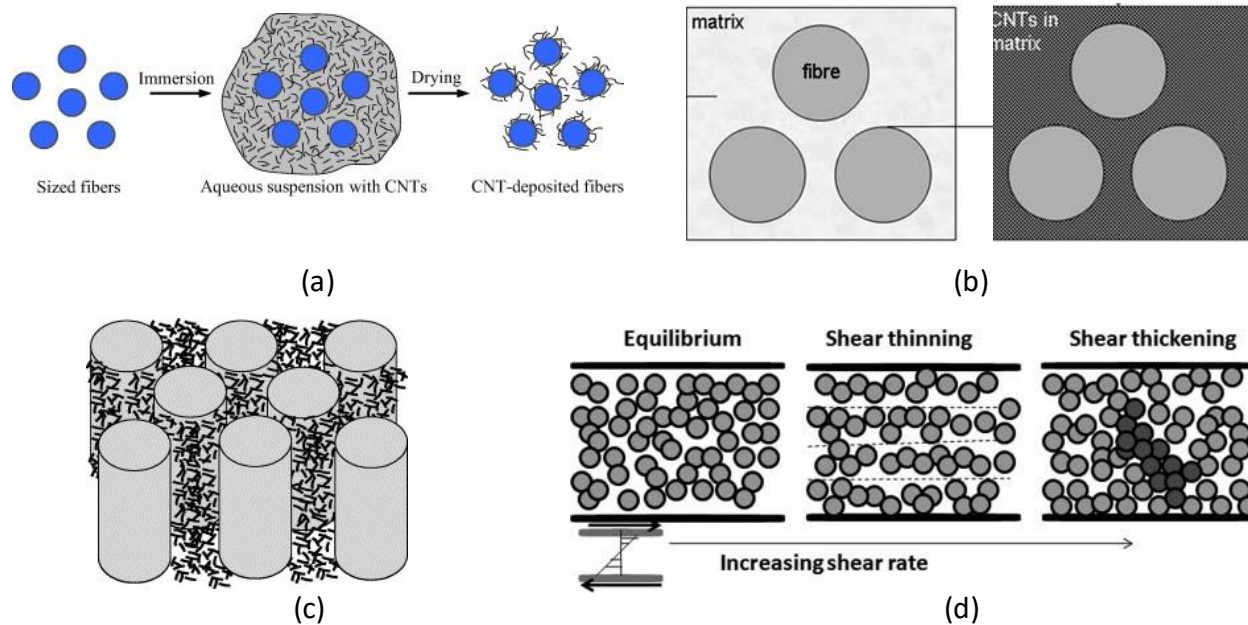 Immersion
Drying
Sized fibers
Aqueous suspension with CNTs
CNT-deposited fibers
(a)
matrix
fibre
CNTs in
matrix
(b)
(c)
Equilibrium
Shear thinning
Shear thickening
Increasing shear rate
(d)